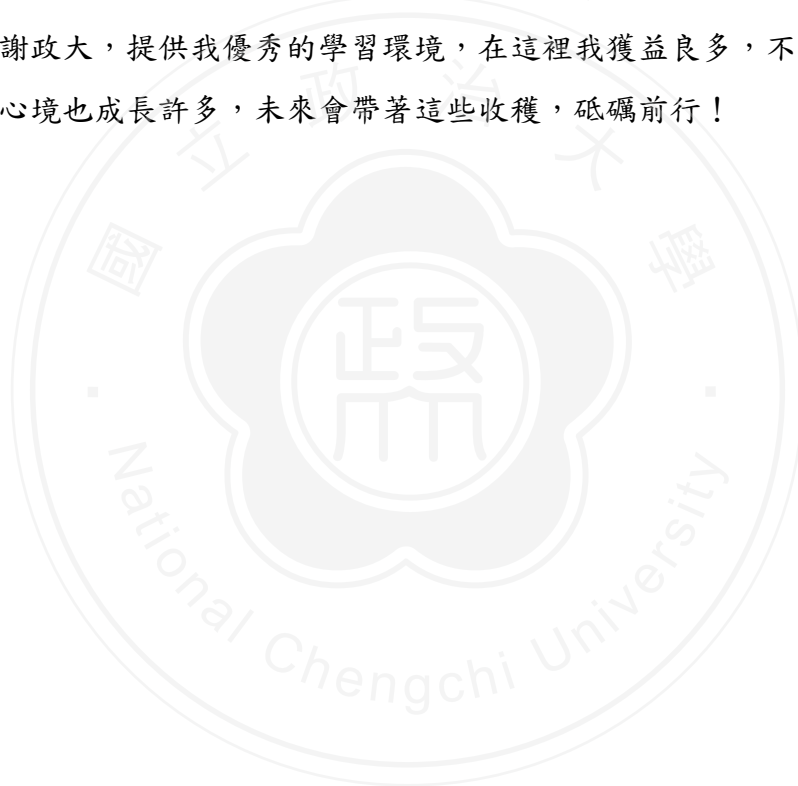 謝政大，提供我優秀的學習環境，在這裡我獲益良多，不
心境也成長許多，未來會帶著這些收穫，砥礪前行！
國立政治大學
政
National Chengchi University